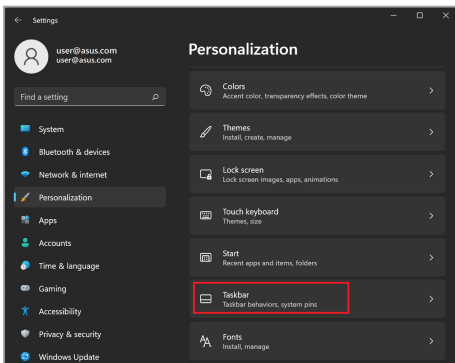 Settings
user@asus.com
user@asus.com
Find a setting
System
Bluetooth & devices
Network & internet
Personalization
Apps
Accounts
Time & language
Gaming
Accessibility
Privacy & security
Windows Update
Personalization
Colors
Accent color, transparency effects, color theme
Themes
Install, create, manage
Lock screen
Lock screen images, apps, animations
Touch keyboard
Themes, size
Start
Recent apps and items, folders
Taskbar
Taskbar behaviors, system pins
Fonts
Install, manage